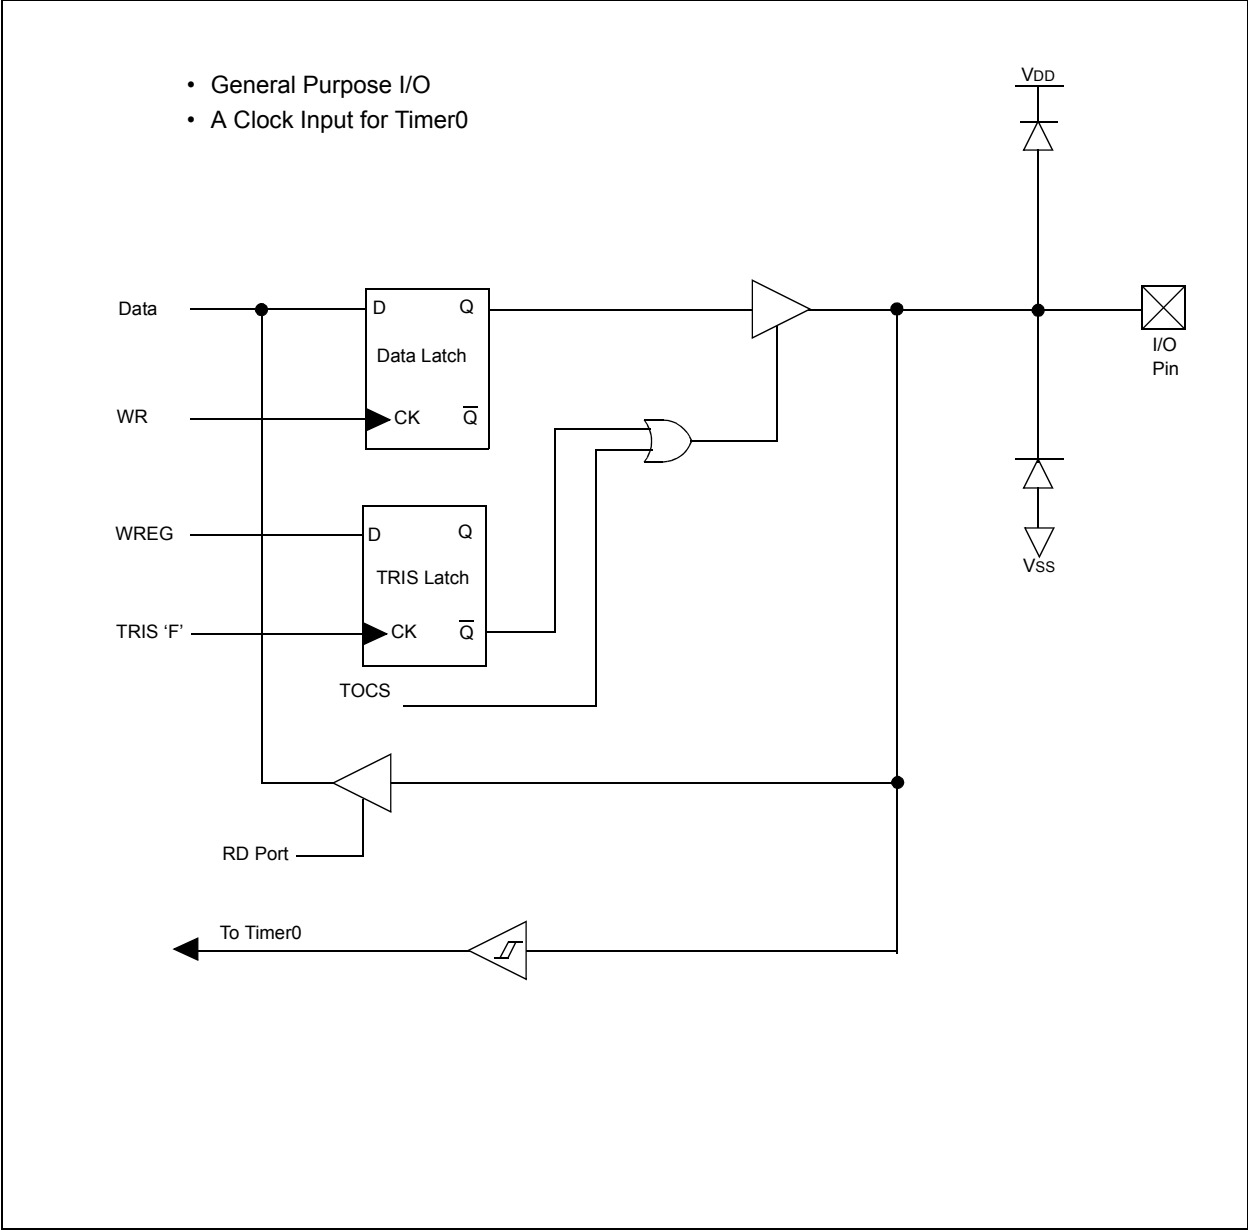 • General Purpose I/O
• A Clock Input for Timer0
VDD
Data
D
Q
Data Latch
I/O
Pin
WR
CK
Q̅
WREG
D
Q
TRIS Latch
VSS
TRIS ‘F’
CK
Q̅
TOCS
RD Port
To Timer0